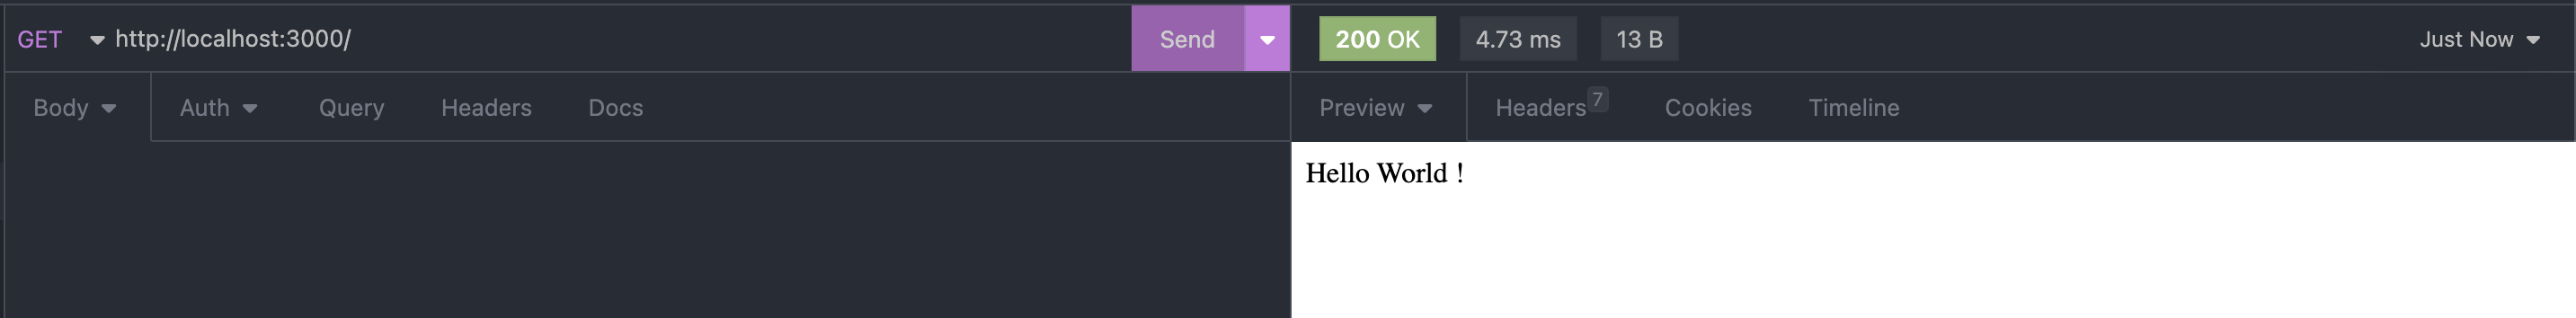 GET http://localhost:3000/ Send 200 OK 4.73 ms 13 B Just Now
Body Auth Query Headers Docs Preview Headers 7 Cookies Timeline
Hello World !